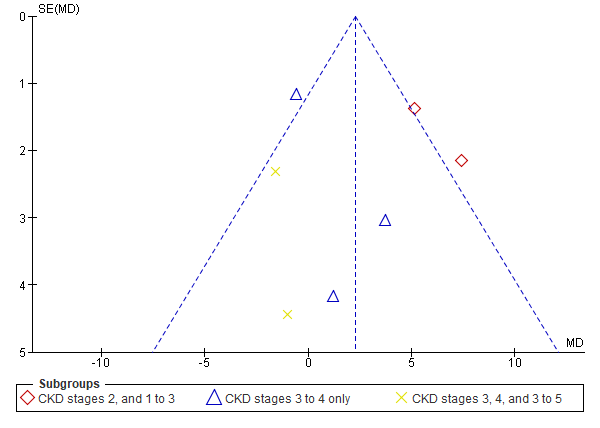 SE(MD)
0
1
2
3
4
5
MD
-10 -5 0 5 10
Subgroups
CKD stages 2, and 1 to 3 CKD stages 3 to 4 only CKD stages 3, 4, and 3 to 5